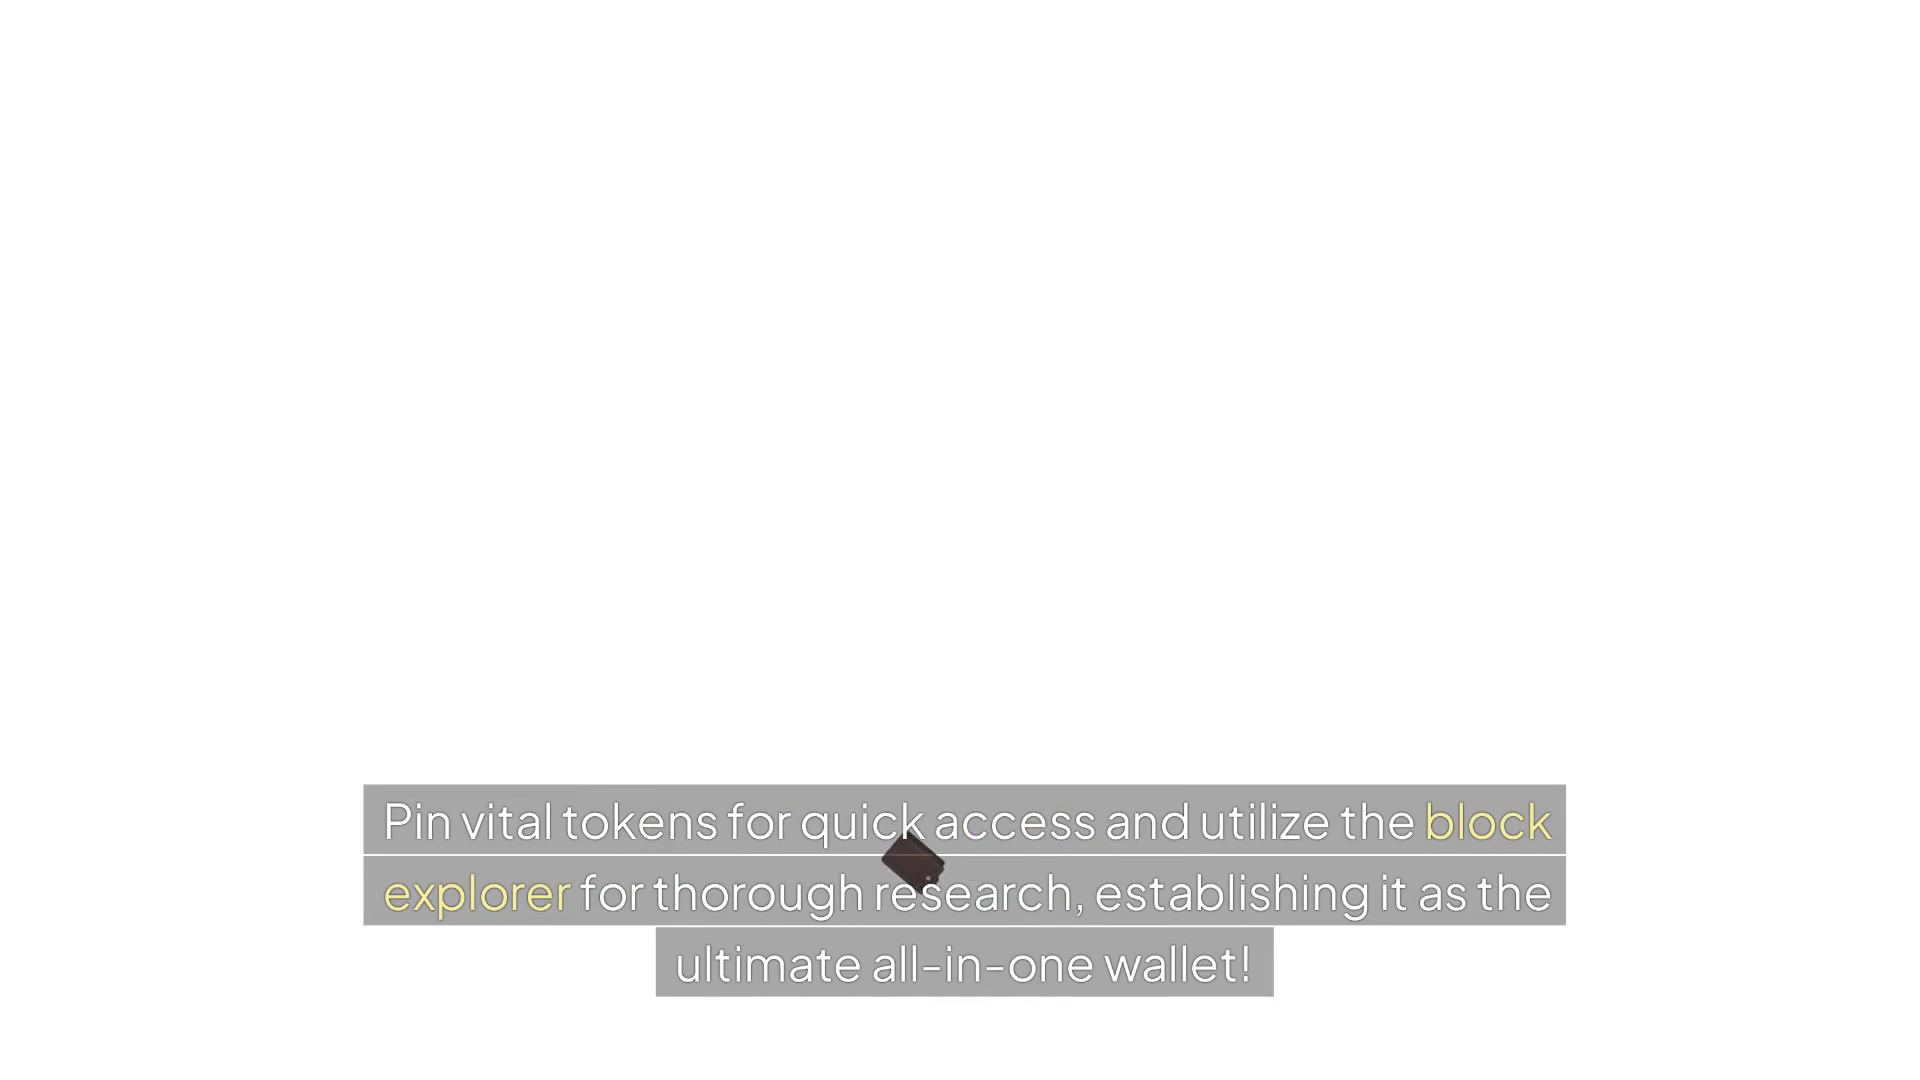 Pin vital tokens for quick access and utilize the block
explorer for thorough research, establishing it as the
ultimate all-in-one wallet!